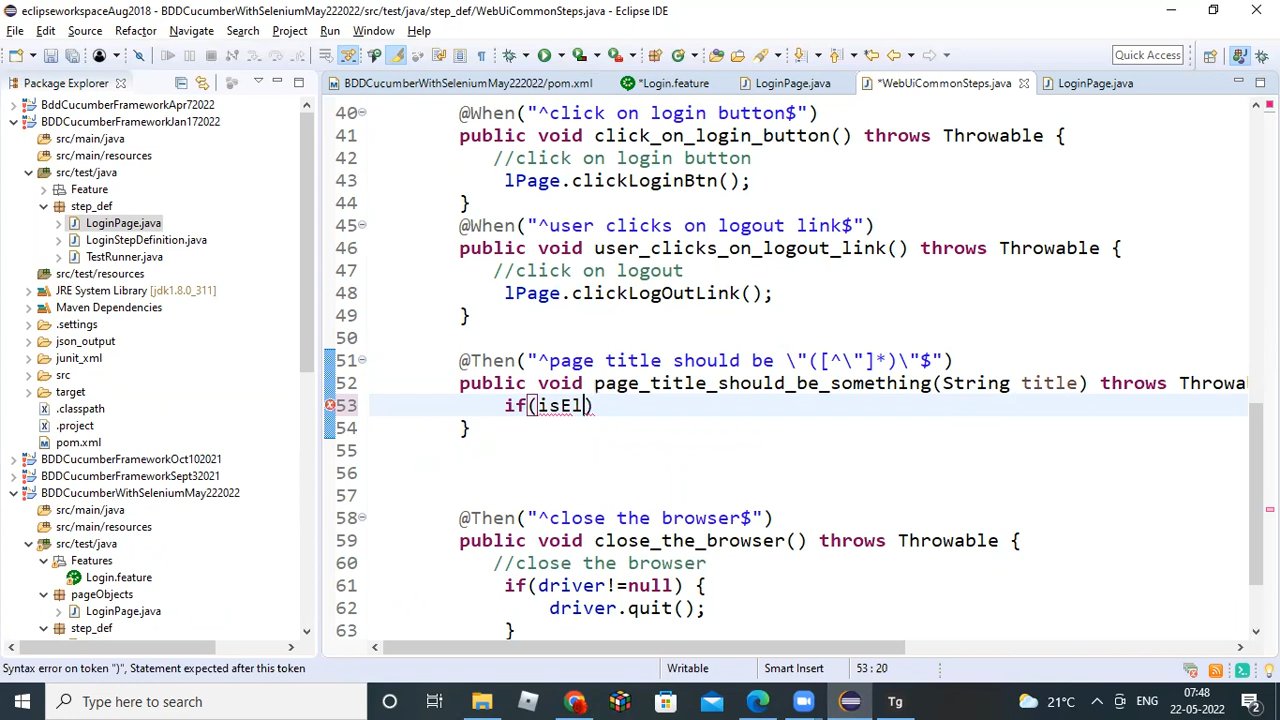 eclipseworkspaceAug2018 - BDDCucumberWithSeleniumMay222022/src/test/java/step_def/WebUiCommonSteps.java - Eclipse IDE
File Edit Source Refactor Navigate Search Project Run Window Help
Quick Access
Package Explorer
BDDCucumberWithSeleniumMay222022/pom.xml *Login.feature LoginPage.java *WebUiCommonSteps.java LoginPage.java
BddCucumberFrameworkApr72022
BDDCucumberFrameworkJan172022
src/main/java
src/main/resources
src/test/java
Feature
step_def
LoginPage.java
LoginStepDefinition.java
TestRunner.java
src/test/resources
JRE System Library [jdk1.8.0_311]
Maven Dependencies
.settings
json_output
junit_xml
src
target
.classpath
.project
pom.xml
BDDCucumberFrameworkOct102021
BDDCucumberFrameworkSept32021
BDDCucumberWithSeleniumMay222022
src/main/java
src/main/resources
src/test/java
Features
Login.feature
pageObjects
LoginPage.java
step_def
40 @When("^click on login button$")
41 public void click_on_login_button() throws Throwable {
42 //click on login button
43 lPage.clickLoginBtn();
44 }
45 @When("^user clicks on logout link$")
46 public void user_clicks_on_logout_link() throws Throwable {
47 //click on logout
48 lPage.clickLogOutLink();
49 }
50
51 @Then("^page title should be \"([^\"]*)\"$")
52 public void page_title_should_be_something(String title) throws Throwa
53 if(isEl)
54 }
55
56
57
58 @Then("^close the browser$")
59 public void close_the_browser() throws Throwable {
60 //close the browser
61 if(driver!=null) {
62 driver.quit();
63 }
Syntax error on token ")", Statement expected after this token
Writable Smart Insert 53 : 20
Type here to search
Tg
21°C ENG 07:48
22-05-2022
2